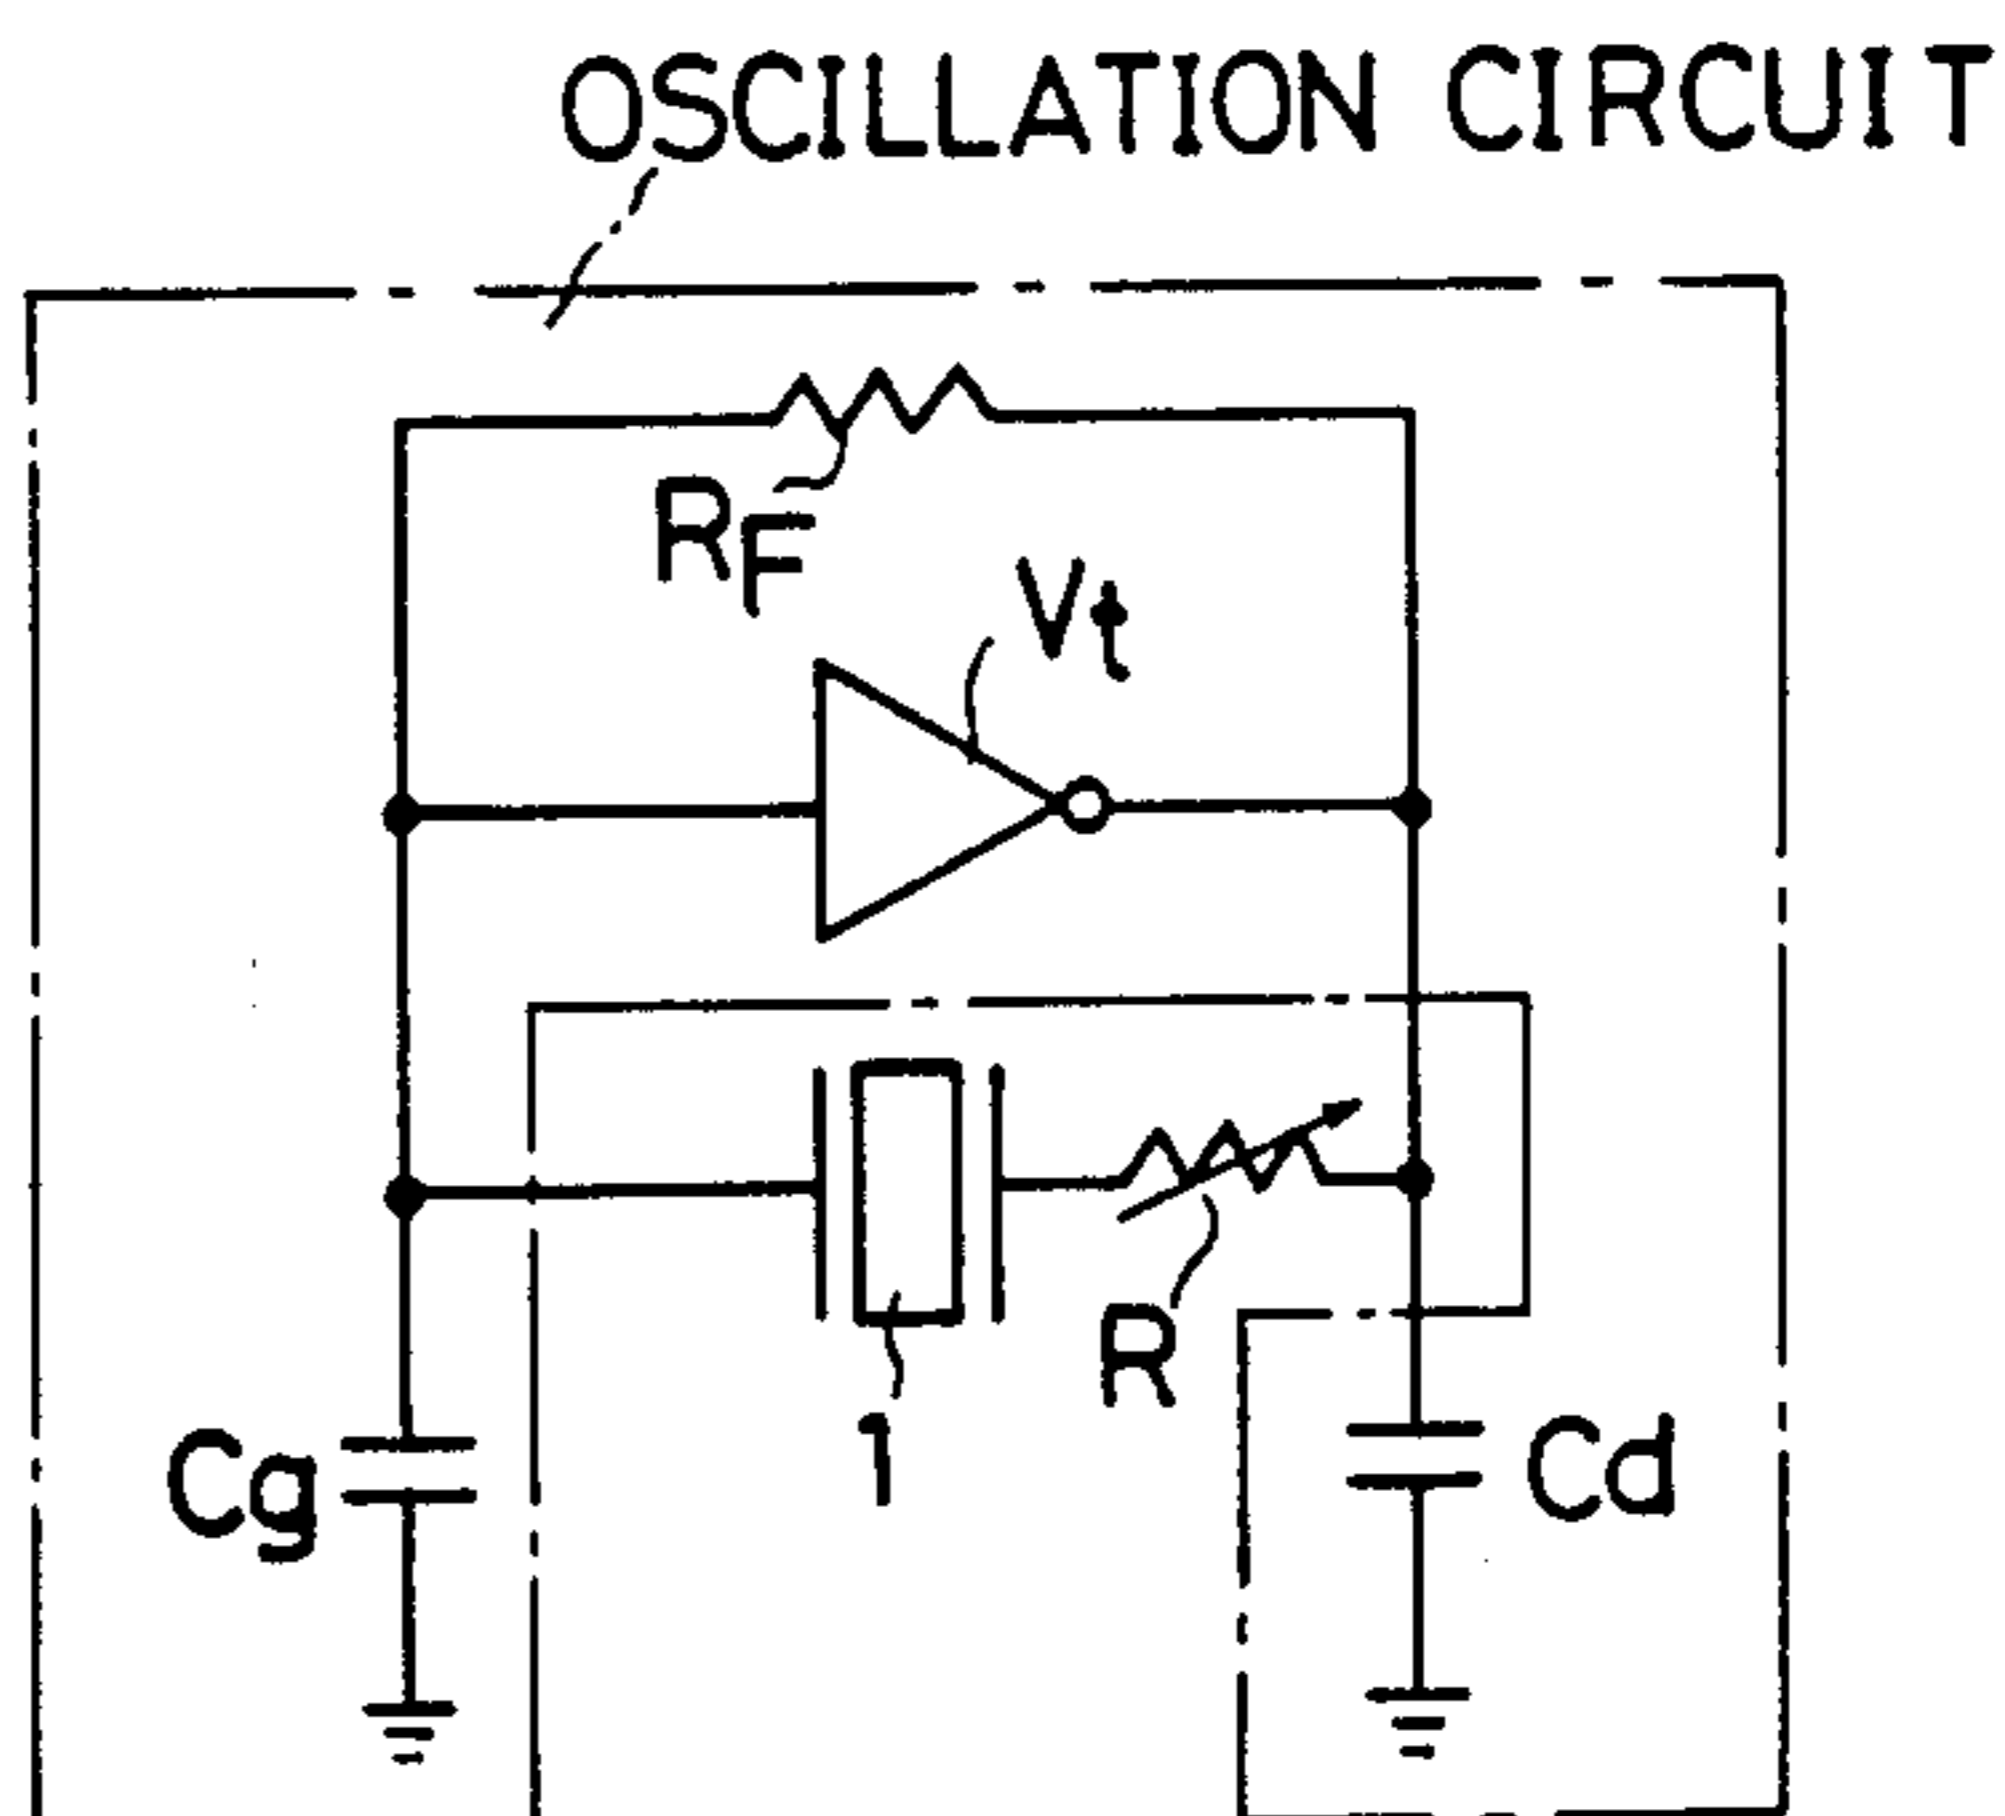 OSCILLATION CIRCUIT
RF
Vt
R
1
Cg
Cd